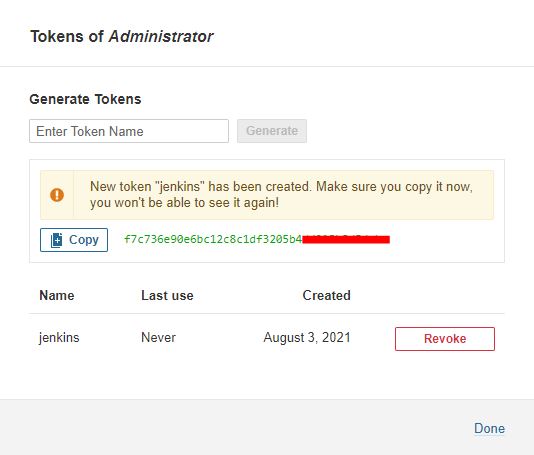 Tokens of Administrator
Generate Tokens
Enter Token Name Generate
New token "jenkins" has been created. Make sure you copy it now,
you won't be able to see it again!
Copy f7c736e90e6bc12c8c1df3205b4
Name Last use Created
jenkins Never August 3, 2021 Revoke
Done